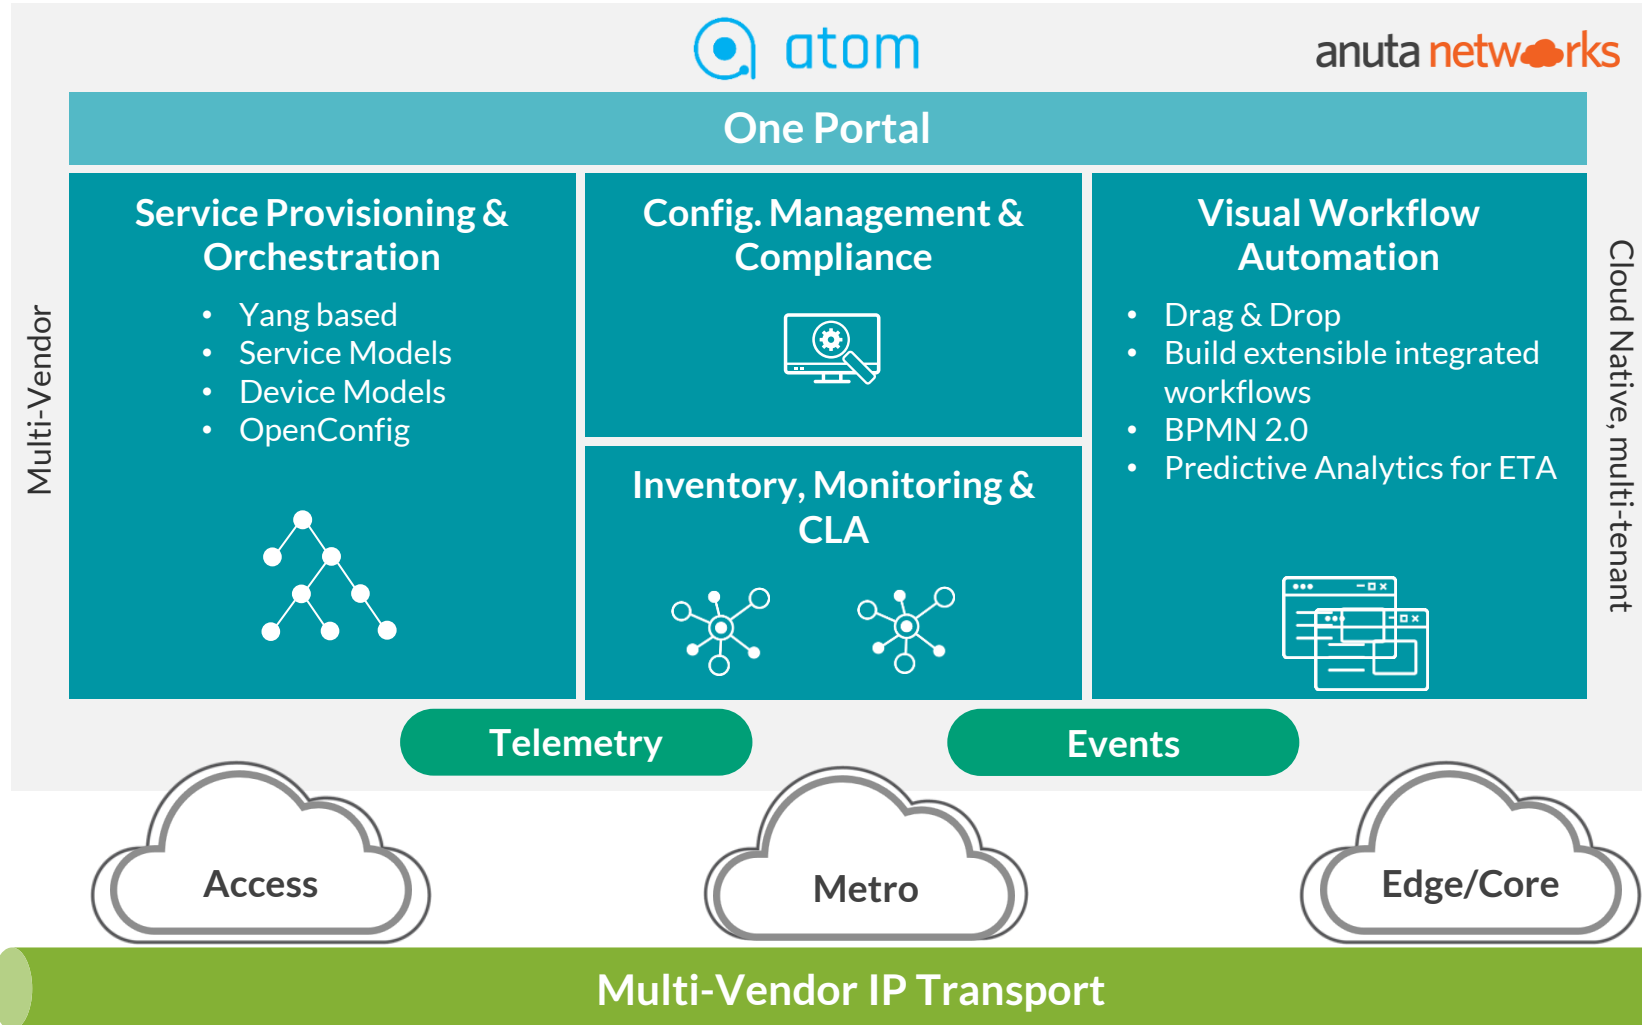 atom
anuta networks
One Portal
Service Provisioning &
Orchestration
• Yang based
• Service Models
• Device Models
• OpenConfig
Config. Management &
Compliance
Inventory, Monitoring &
CLA
Visual Workflow
Automation
• Drag & Drop
• Build extensible integrated
workflows
• BPMN 2.0
• Predictive Analytics for ETA
Multi-Vendor
Cloud Native, multi-tenant
Telemetry
Events
Access
Metro
Edge/Core
Multi-Vendor IP Transport